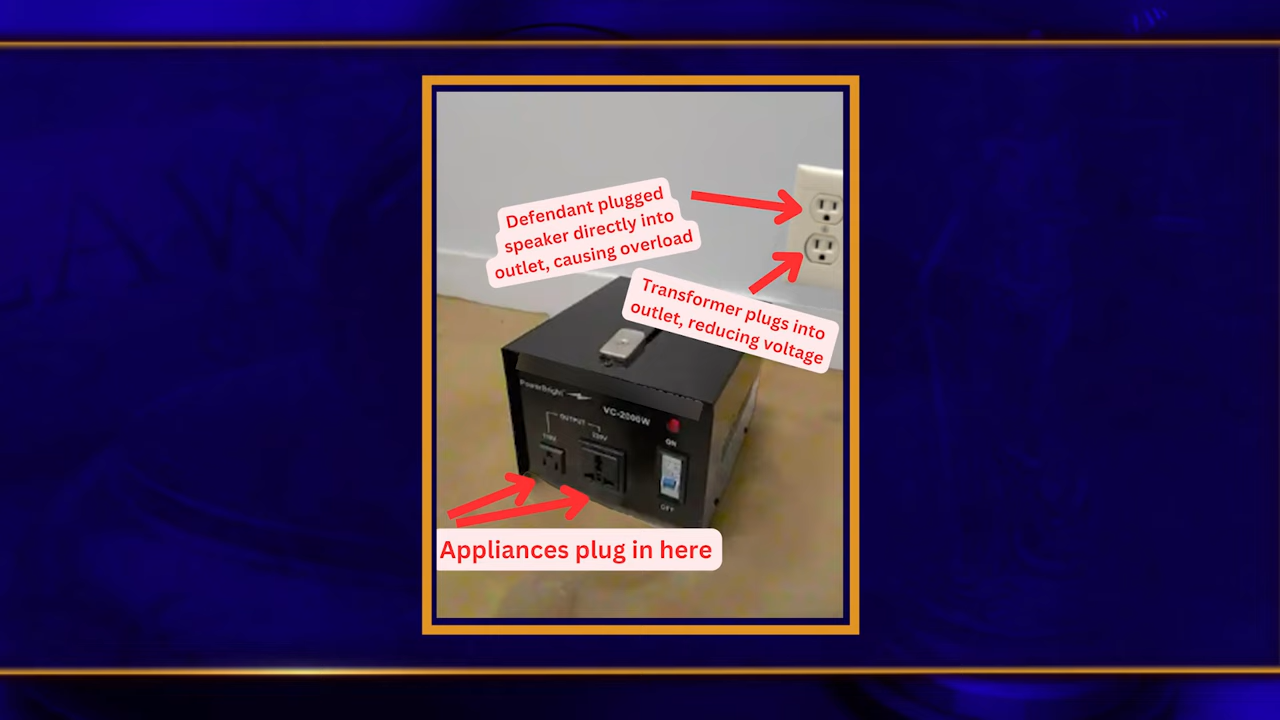 LAW
Defendant plugged
speaker directly into
outlet, causing overload
Transformer plugs into
outlet, reducing voltage
PowerBright
VC-2000W
OUTPUT
110V
220V
ON
OFF
Appliances plug in here